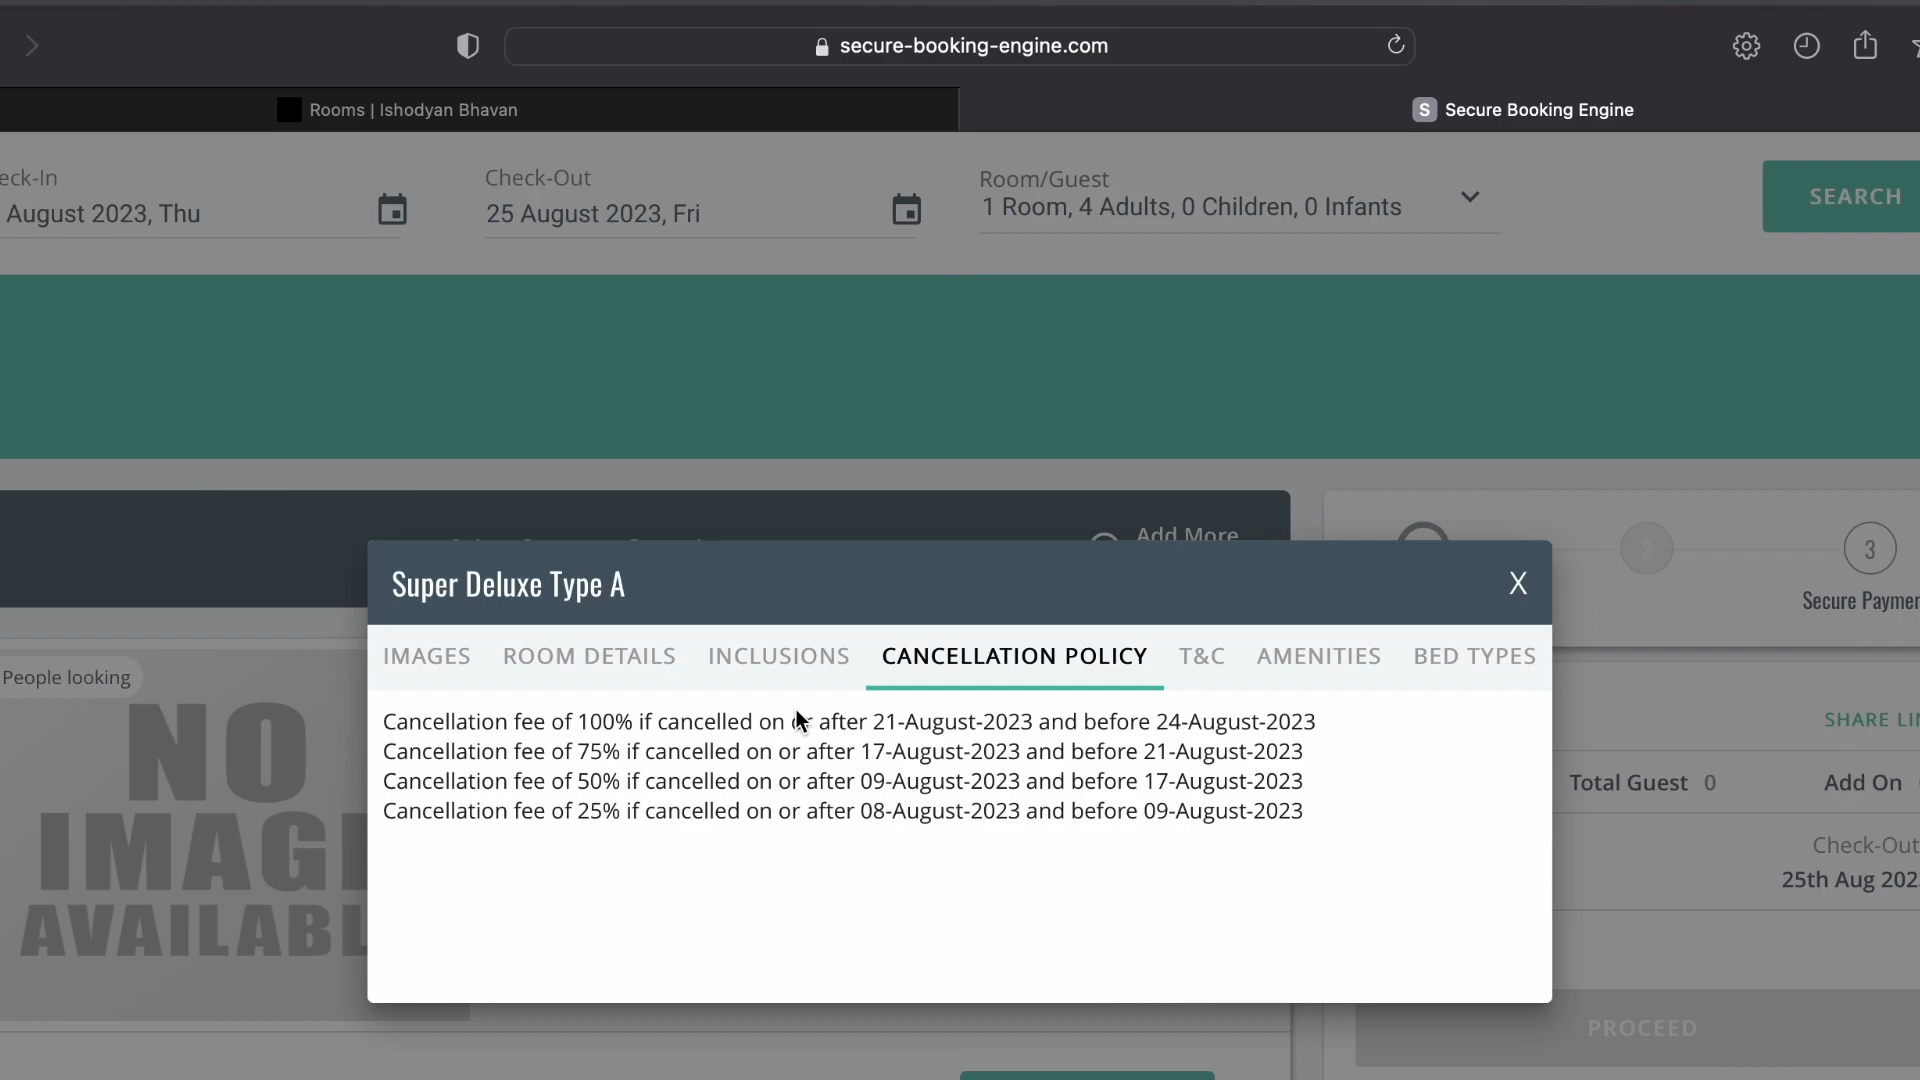 secure-booking-engine.com
Rooms | Ishodyan Bhavan
S Secure Booking Engine
eck-In
August 2023, Thu
Check-Out
25 August 2023, Fri
Room/Guest
1 Room, 4 Adults, 0 Children, 0 Infants
SEARCH
Add More
2
3
Secure Paymen
Super Deluxe Type A
X
IMAGES
ROOM DETAILS
INCLUSIONS
CANCELLATION POLICY
T&C
AMENITIES
BED TYPES
Cancellation fee of 100% if cancelled on or after 21-August-2023 and before 24-August-2023
Cancellation fee of 75% if cancelled on or after 17-August-2023 and before 21-August-2023
Cancellation fee of 50% if cancelled on or after 09-August-2023 and before 17-August-2023
Cancellation fee of 25% if cancelled on or after 08-August-2023 and before 09-August-2023
People looking
NO
IMAG
AVAILABL
SHARE LI
Total Guest 0
Add On
Check-Out
25th Aug 202
PROCEED